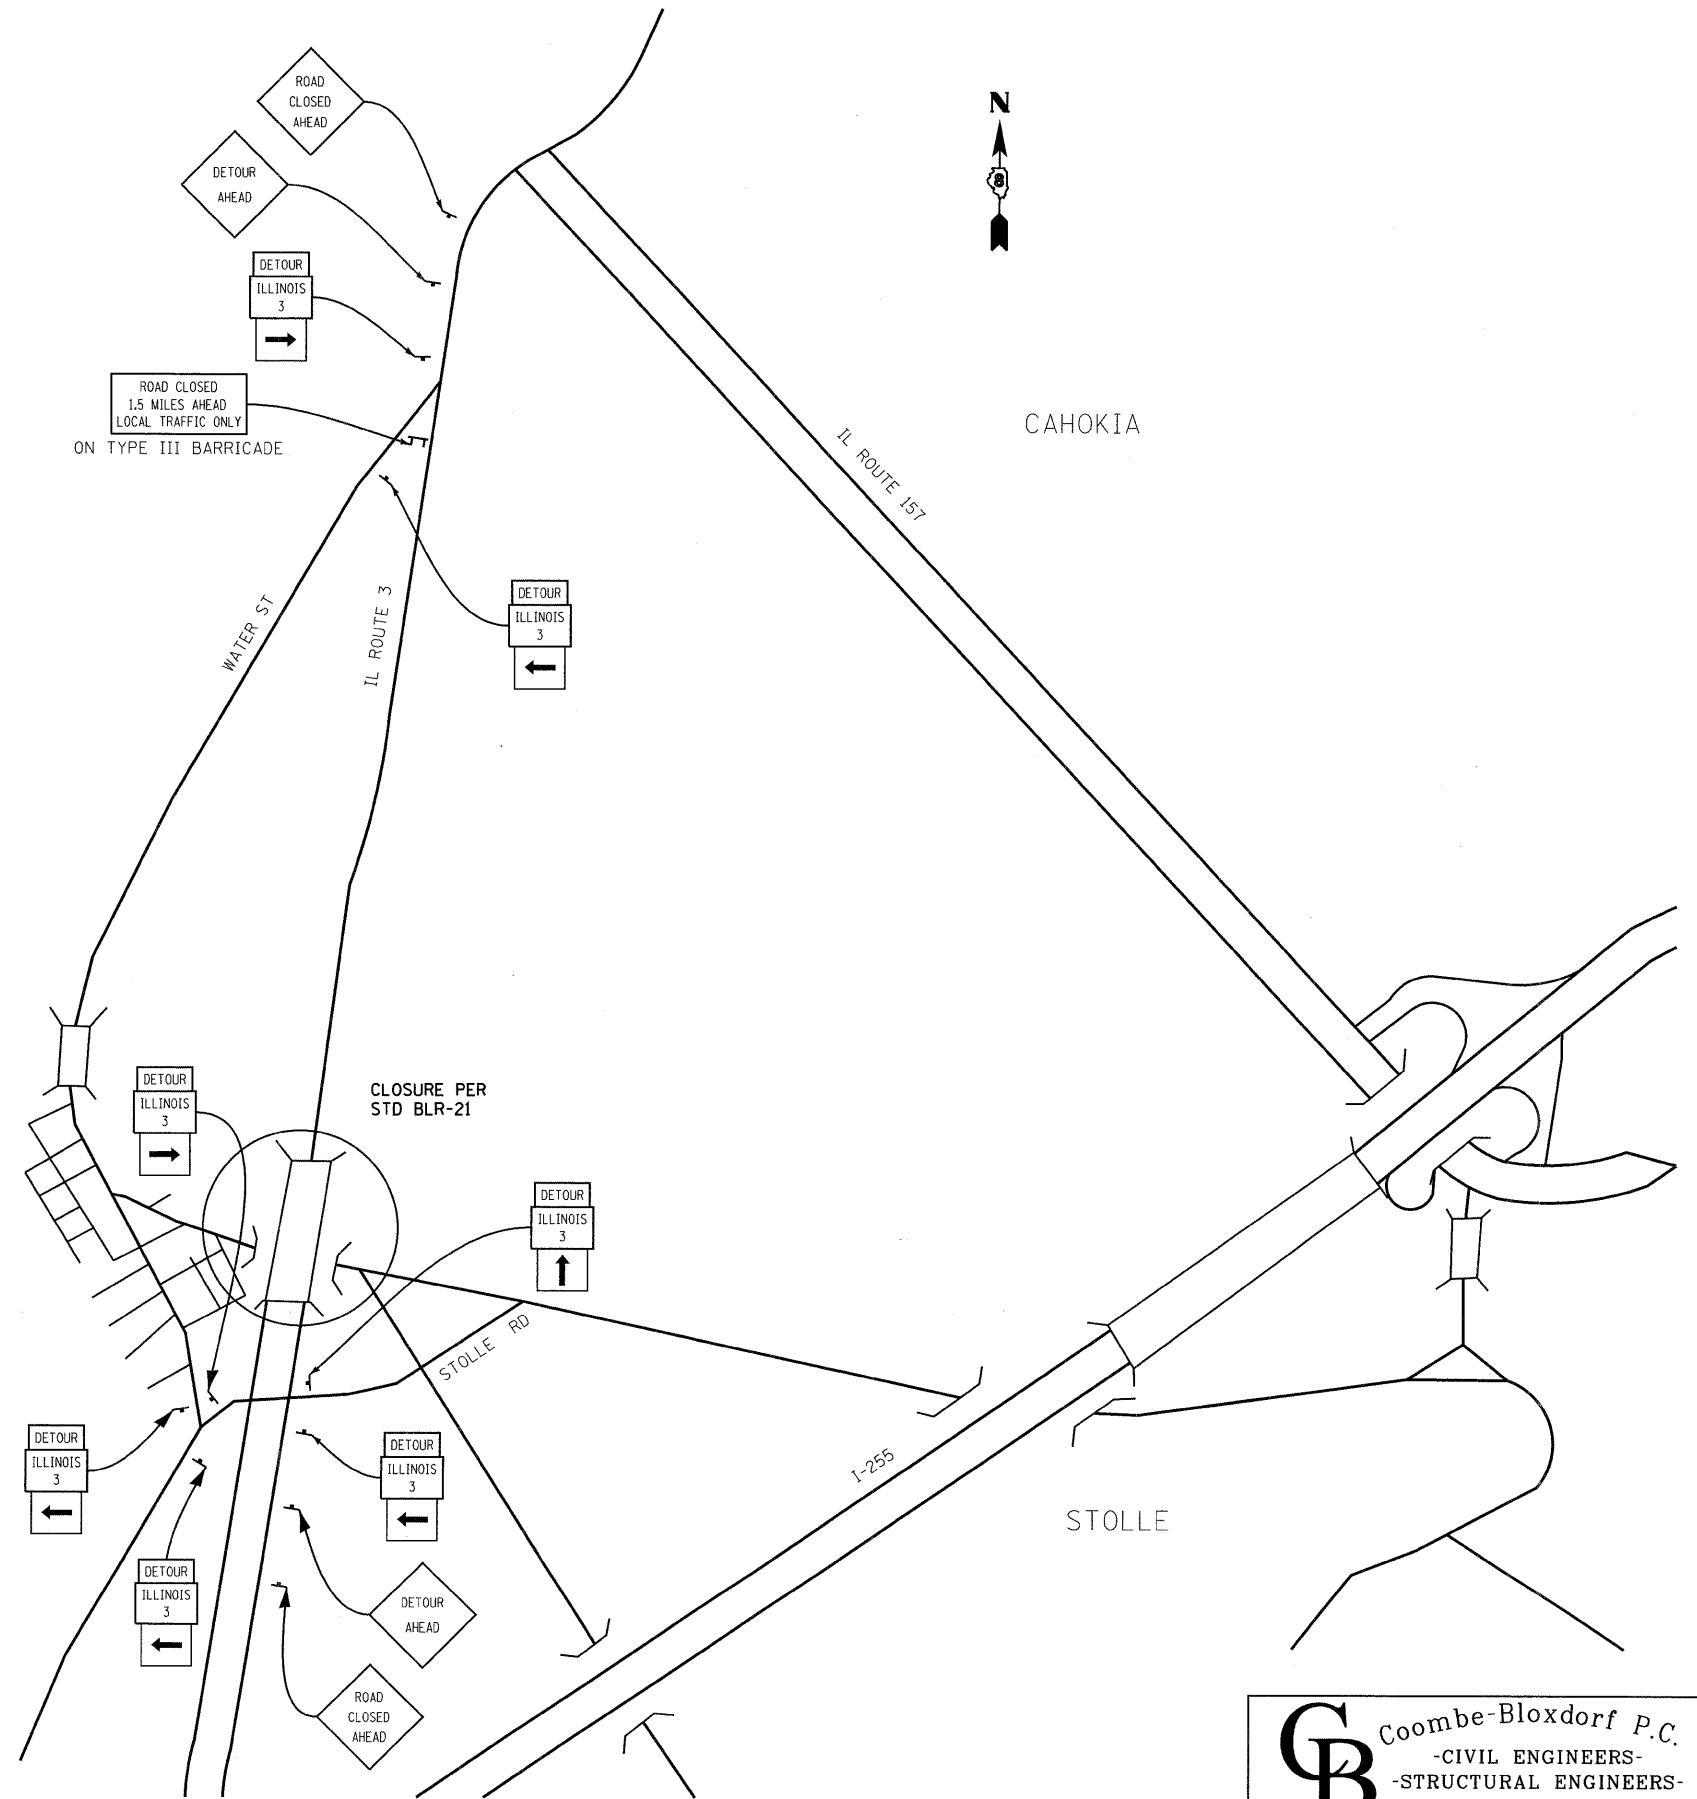 ROAD
CLOSED
AHEAD
N
8
DETOUR
AHEAD
DETOUR
ILLINOIS
3
ROAD CLOSED
1.5 MILES AHEAD
LOCAL TRAFFIC ONLY
ON TYPE III BARRICADE
CAHOKIA
IL ROUTE 157
WATER ST
IL ROUTE 3
DETOUR
ILLINOIS
3
CLOSURE PER
STD BLR-21
DETOUR
ILLINOIS
3
DETOUR
ILLINOIS
3
STOLLE RD
DETOUR
ILLINOIS
3
DETOUR
ILLINOIS
3
I-255
STOLLE
DETOUR
ILLINOIS
3
DETOUR
AHEAD
ROAD
CLOSED
AHEAD
CB
Coombe-Bloxdorf P.C.
-CIVIL ENGINEERS-
-STRUCTURAL ENGINEERS-